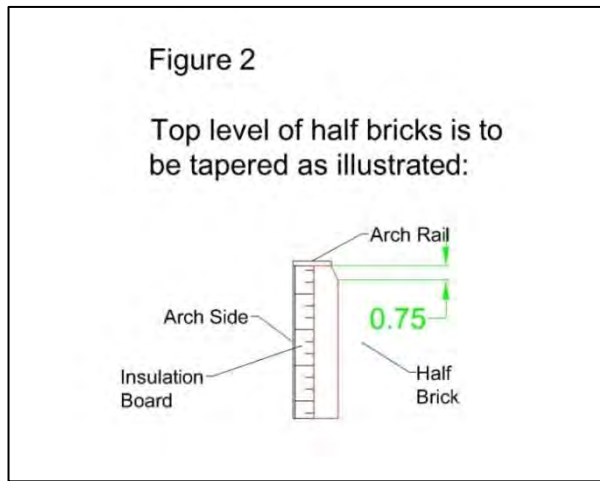 Figure 2
Top level of half bricks is to
be tapered as illustrated:
Arch Rail
0.75
Arch Side
Insulation
Board
Half
Brick